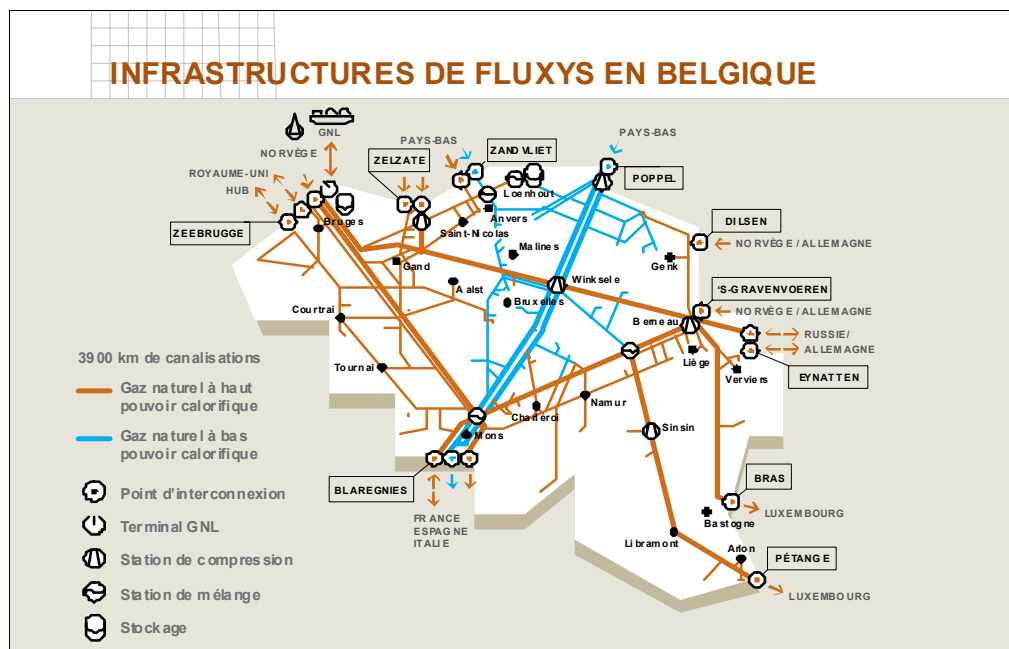 INFRASTRUCTURES DE FLUXYS EN BELGIQUE
GNL
NORVÈGE
PAYS-BAS
ZANDVLIET
PAYS-BAS
ZELZATE
ROYAUME-UNI
HUB
POPPEL
Loenhout
ZEEBRUGGE
Bruges
Anvers
Saint-Nicolas
DILSEN
NORVÈGE / ALLEMAGNE
Malines
Gand
Genk
Winksele
Aalst
Bruxelles
'S-GRAVENVOEREN
NORVÈGE / ALLEMAGNE
Courtrai
Berneau
RUSSIE/
ALLEMAGNE
3900 km de canalisations
Liège
Tournai
Verviers
EYNATTEN
Gaz naturel à haut
pouvoir calorifique
Namur
Charleroi
Gaz naturel à bas
pouvoir calorifique
Mons
Sinsin
BLAREGNIES
BRAS
Point d'interconnexion
LUXEMBOURG
FRANCE
ESPAGNE
ITALIE
Bastogne
Terminal GNL
Libramont
Arlon
Station de compression
PÉTANGE
Station de mélange
LUXEMBOURG
Stockage